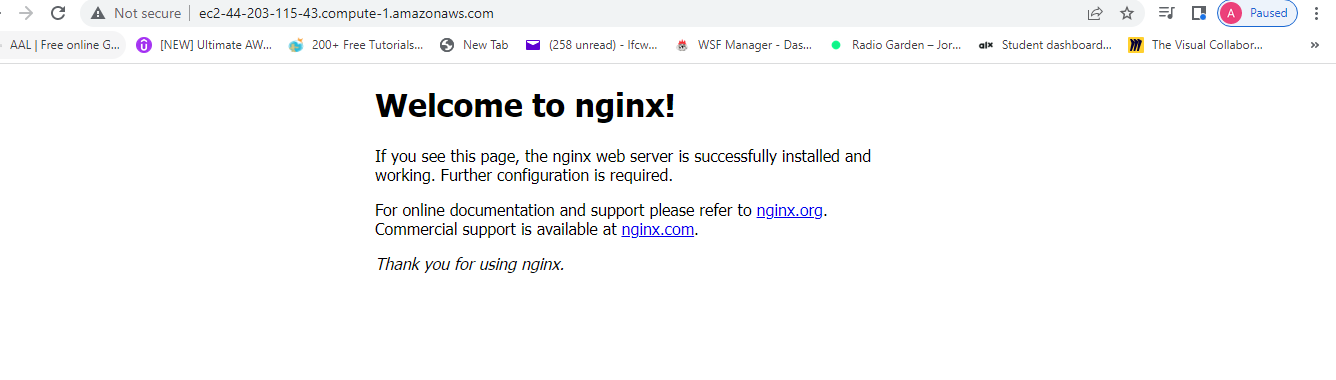 Not secure | ec2-44-203-115-43.compute-1.amazonaws.com
A Paused
AAL | Free online G... [NEW] Ultimate AW... 200+ Free Tutorials... New Tab (258 unread) - lfcw... WSF Manager - Das... Radio Garden – Jor... alx Student dashboard... The Visual Collabor... »
Welcome to nginx!
If you see this page, the nginx web server is successfully installed and
working. Further configuration is required.
For online documentation and support please refer to nginx.org.
Commercial support is available at nginx.com.
Thank you for using nginx.